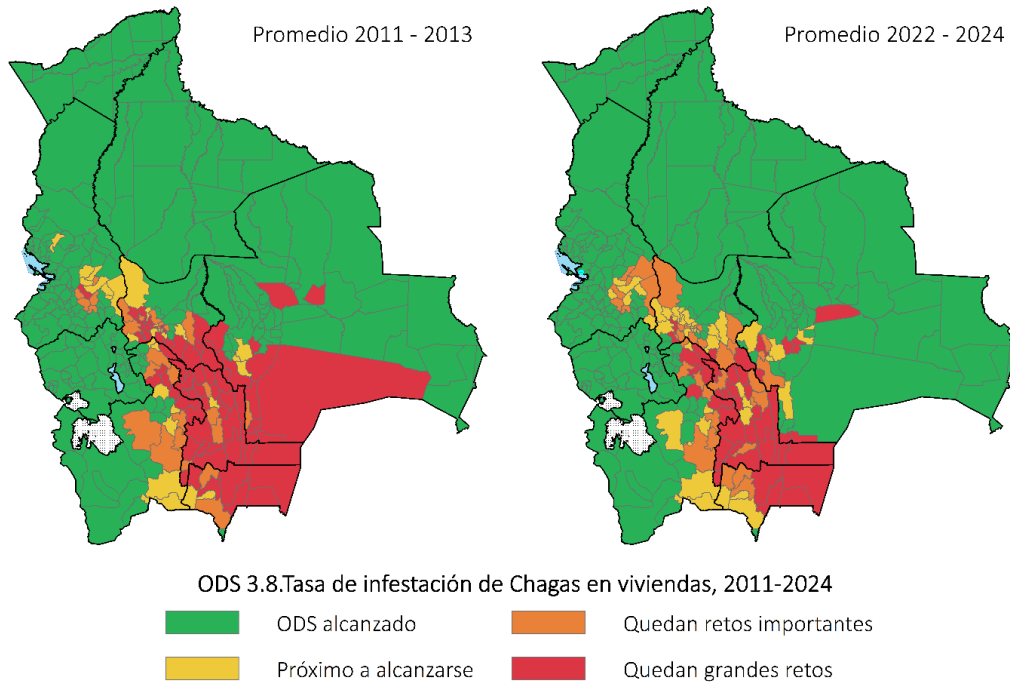 Promedio 2011 - 2013
Promedio 2022 - 2024
ODS 3.8.Tasa de infestación de Chagas en viviendas, 2011-2024
ODS alcanzado
Quedan retos importantes
Próximo a alcanzarse
Quedan grandes retos